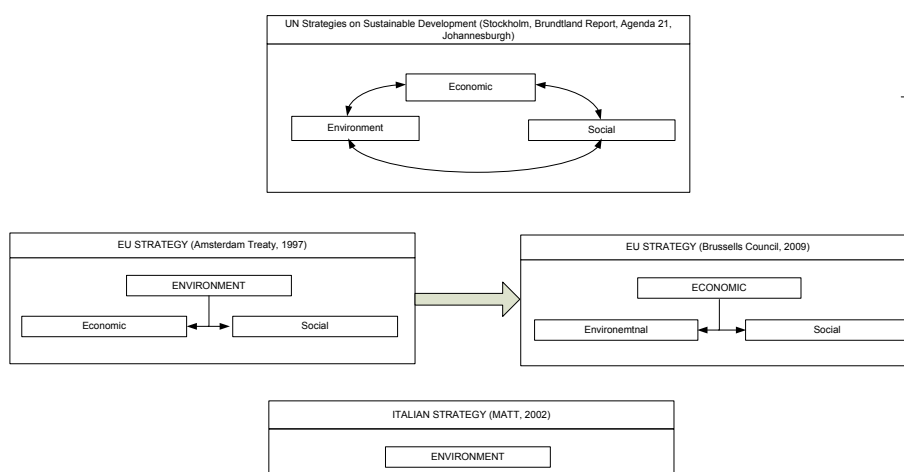 UN Strategies on Sustainable Development (Stockholm, Brundtland Report, Agenda 21,
Johannesburgh)
Economic
Environment
Social
EU STRATEGY (Amsterdam Treaty, 1997)
ENVIRONMENT
Economic
Social
EU STRATEGY (Brussells Council, 2009)
ECONOMIC
Environemtnal
Social
ITALIAN STRATEGY (MATT, 2002)
ENVIRONMENT